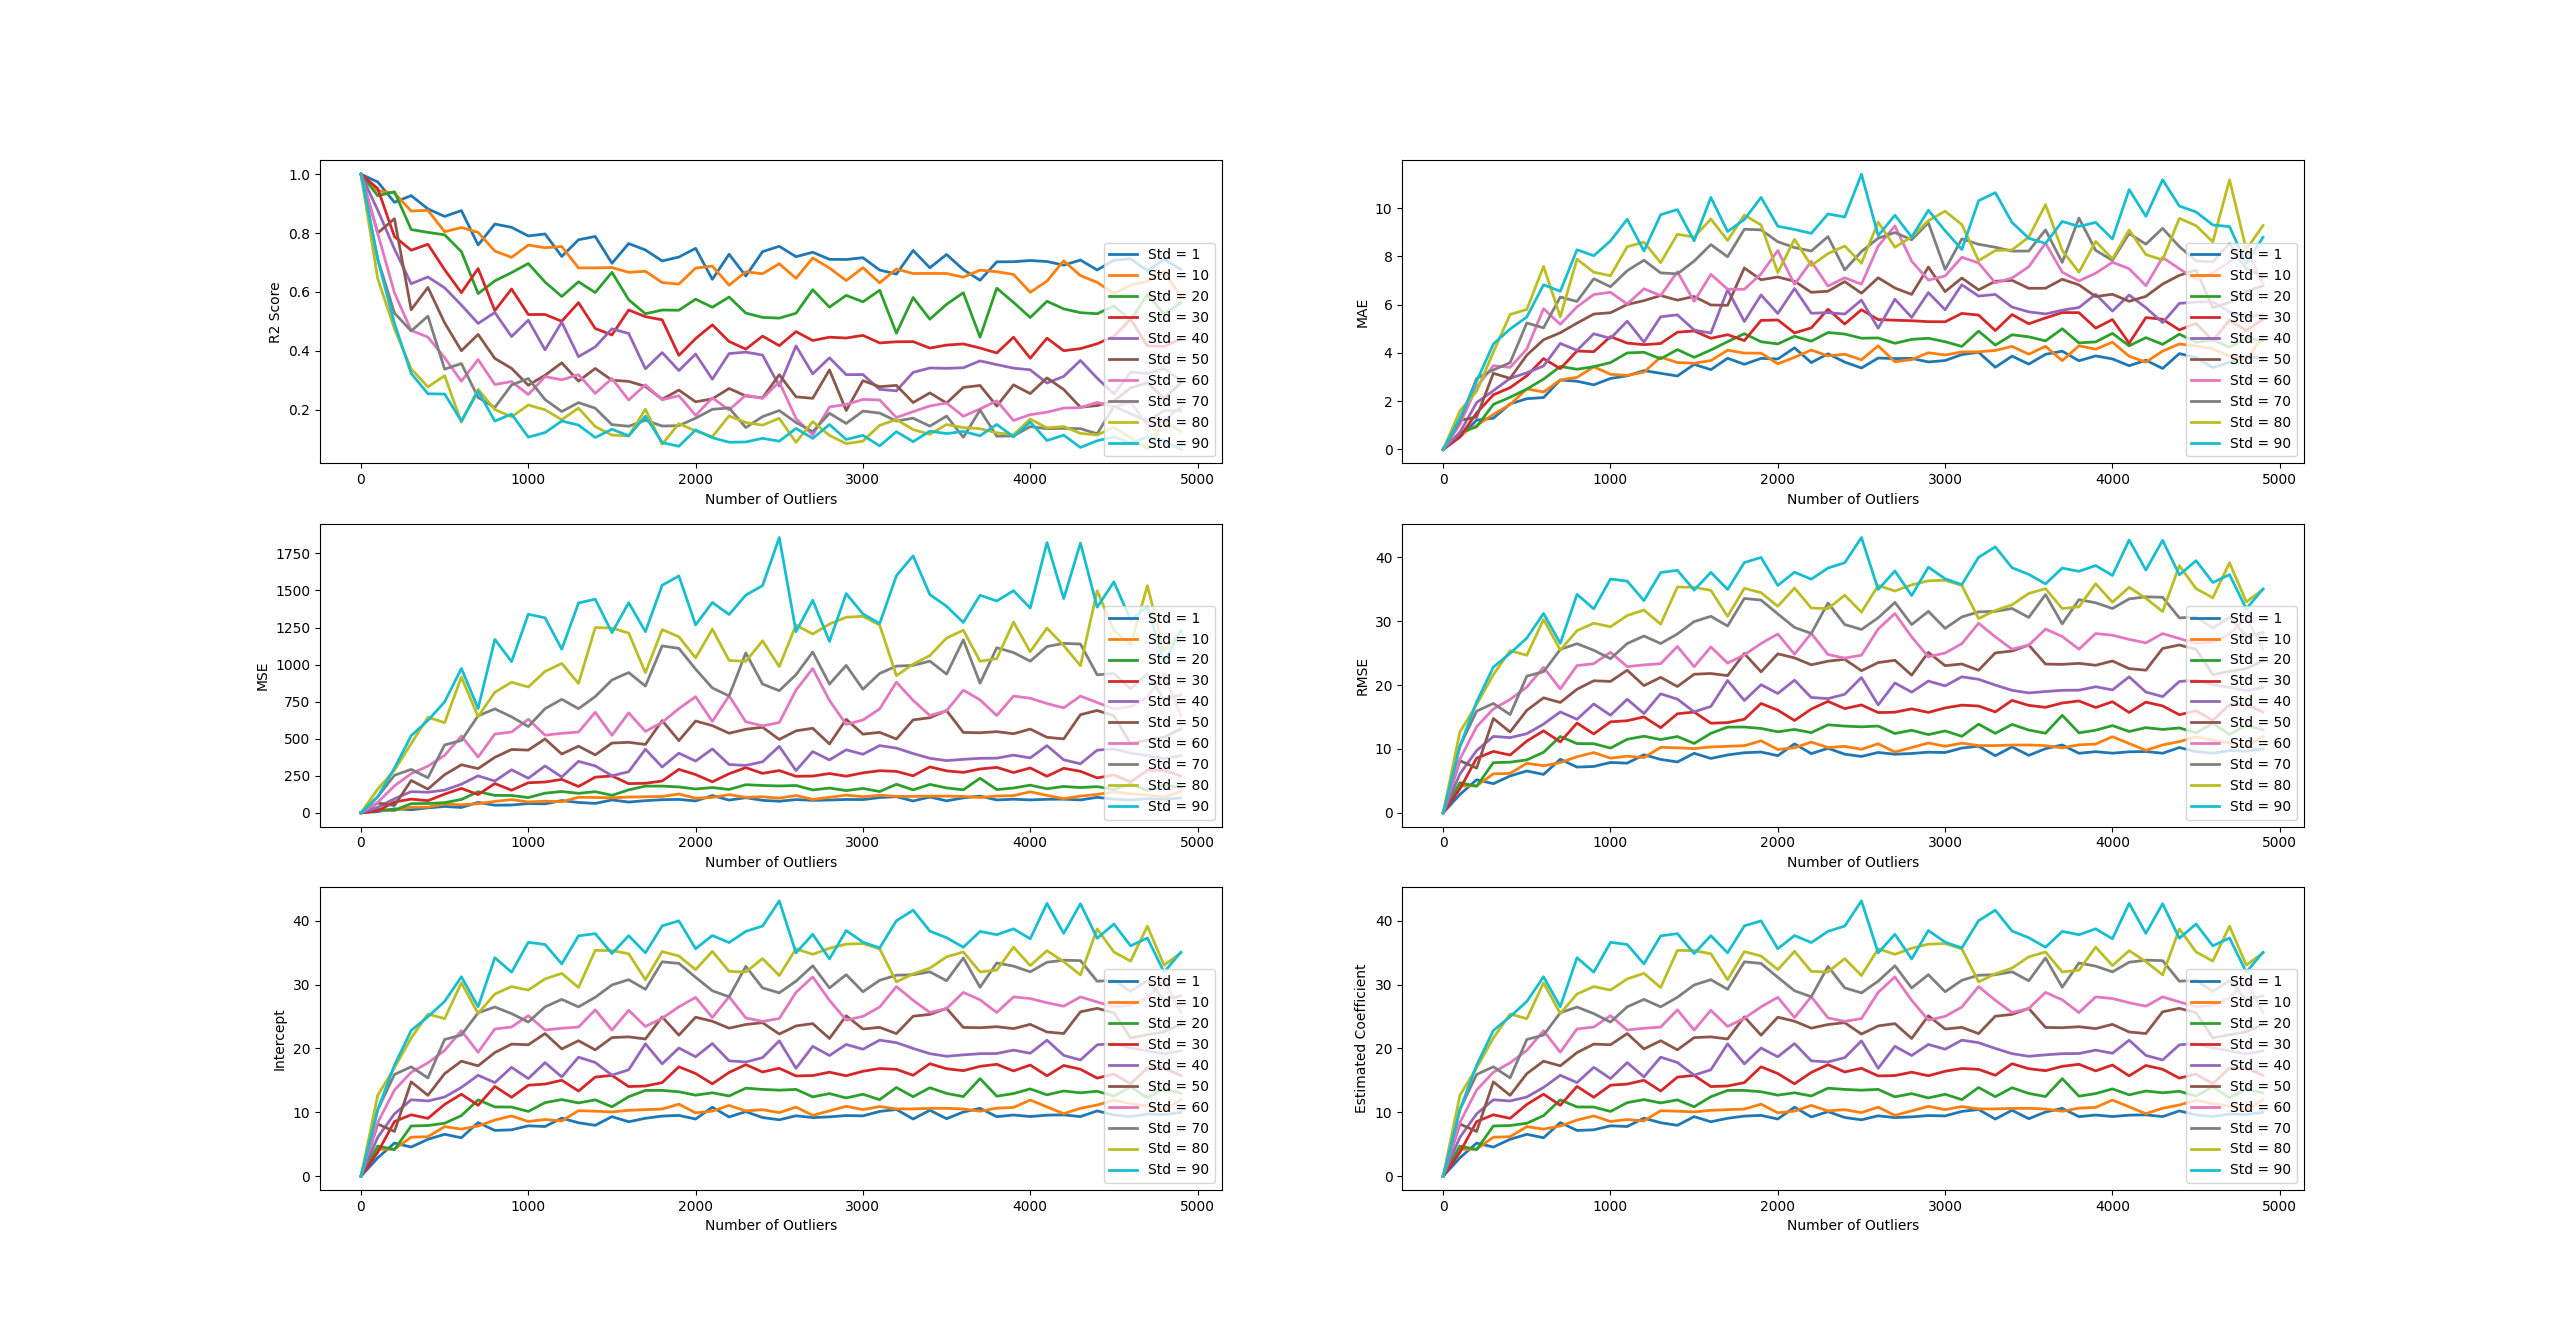 R2 Score
1.0
0.8
0.6
0.4
0.2
0 1000 2000 3000 4000 5000
Number of Outliers
Std = 1
Std = 10
Std = 20
Std = 30
Std = 40
Std = 50
Std = 60
Std = 70
Std = 80
Std = 90
MAE
10
8
6
4
2
0
0 1000 2000 3000 4000 5000
Number of Outliers
Std = 1
Std = 10
Std = 20
Std = 30
Std = 40
Std = 50
Std = 60
Std = 70
Std = 80
Std = 90
MSE
1750
1500
1250
1000
750
500
250
0
0 1000 2000 3000 4000 5000
Number of Outliers
Std = 1
Std = 10
Std = 20
Std = 30
Std = 40
Std = 50
Std = 60
Std = 70
Std = 80
Std = 90
RMSE
40
30
20
10
0
0 1000 2000 3000 4000 5000
Number of Outliers
Std = 1
Std = 10
Std = 20
Std = 30
Std = 40
Std = 50
Std = 60
Std = 70
Std = 80
Std = 90
Intercept
40
30
20
10
0
0 1000 2000 3000 4000 5000
Number of Outliers
Std = 1
Std = 10
Std = 20
Std = 30
Std = 40
Std = 50
Std = 60
Std = 70
Std = 80
Std = 90
Estimated Coefficient
40
30
20
10
0
0 1000 2000 3000 4000 5000
Number of Outliers
Std = 1
Std = 10
Std = 20
Std = 30
Std = 40
Std = 50
Std = 60
Std = 70
Std = 80
Std = 90